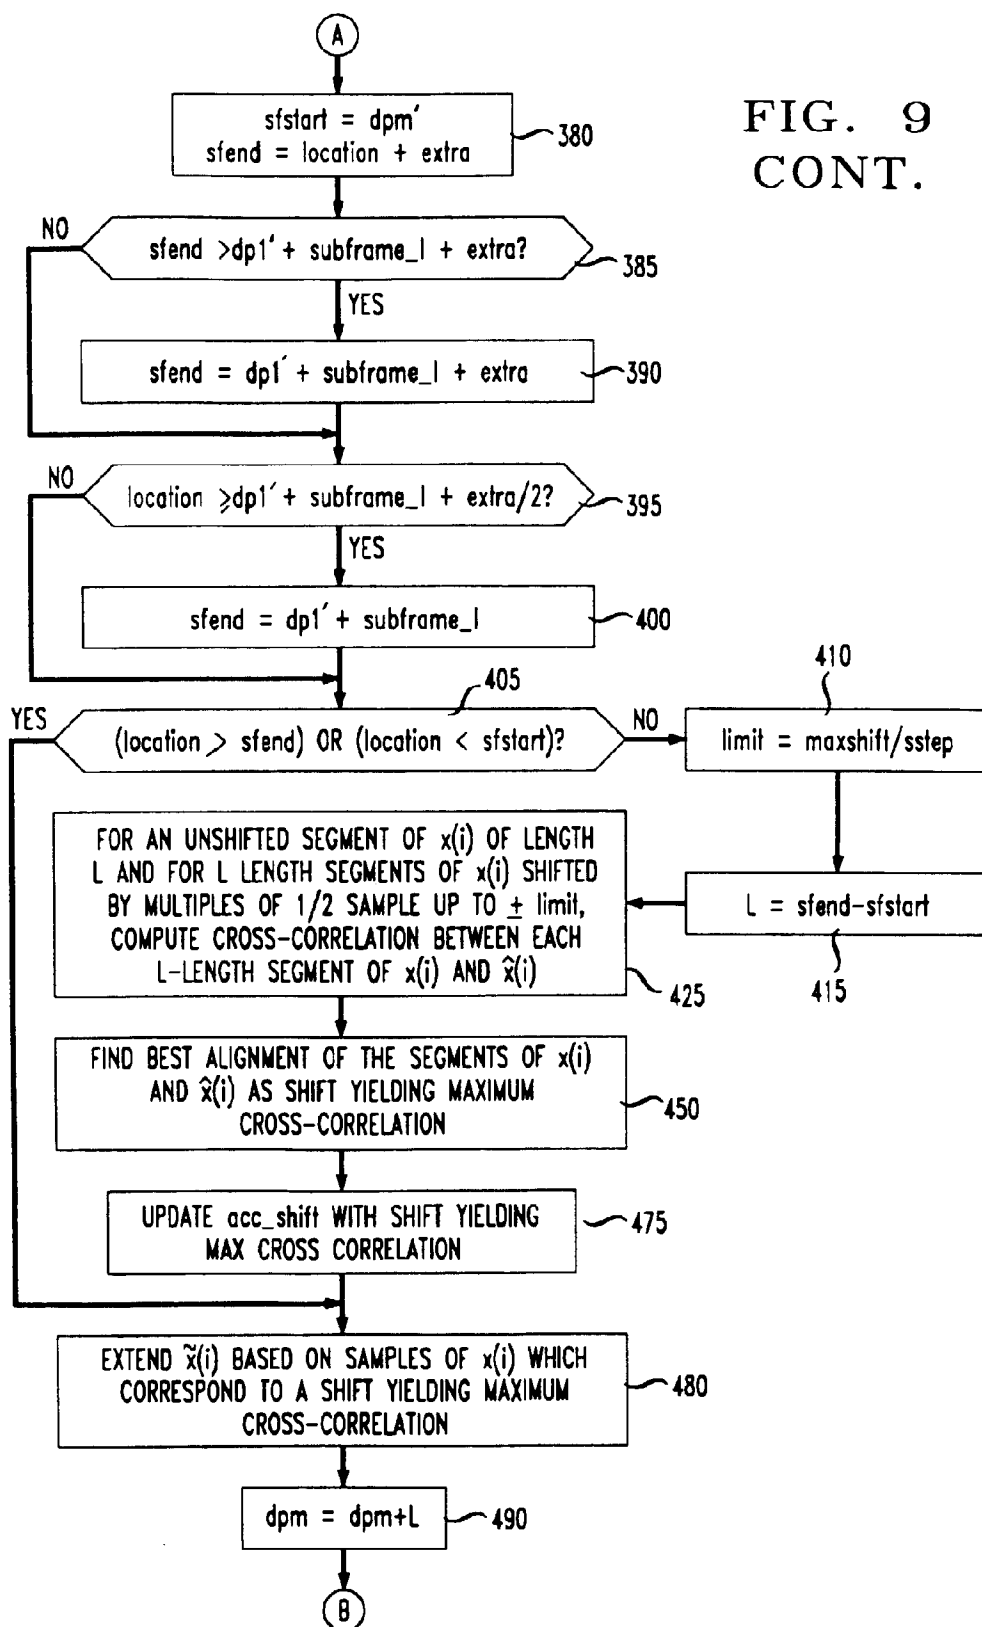 A
FIG. 9
CONT.
sfstart = dpm′
sfend = location + extra
380
NO
sfend >dp1′ + subframe_l + extra?
385
YES
sfend = dp1′ + subframe_l + extra
390
NO
location ≥dp1′ + subframe_l + extra/2?
395
YES
sfend = dp1′ + subframe_l
400
405
410
YES
(location > sfend) OR (location < sfstart)?
NO
limit = maxshift/sstep
FOR AN UNSHIFTED SEGMENT OF x(i) OF LENGTH
L AND FOR L LENGTH SEGMENTS OF x(i) SHIFTED
BY MULTIPLES OF 1/2 SAMPLE UP TO ± limit,
COMPUTE CROSS-CORRELATION BETWEEN EACH
L-LENGTH SEGMENT OF x(i) AND x̂(i)
425
L = sfend-sfstart
415
FIND BEST ALIGNMENT OF THE SEGMENTS OF x(i)
AND x̂(i) AS SHIFT YIELDING MAXIMUM
CROSS-CORRELATION
450
UPDATE acc_shift WITH SHIFT YIELDING
MAX CROSS CORRELATION
475
EXTEND x̃(i) BASED ON SAMPLES OF x(i) WHICH
CORRESPOND TO A SHIFT YIELDING MAXIMUM
CROSS-CORRELATION
480
dpm = dpm+L
490
B